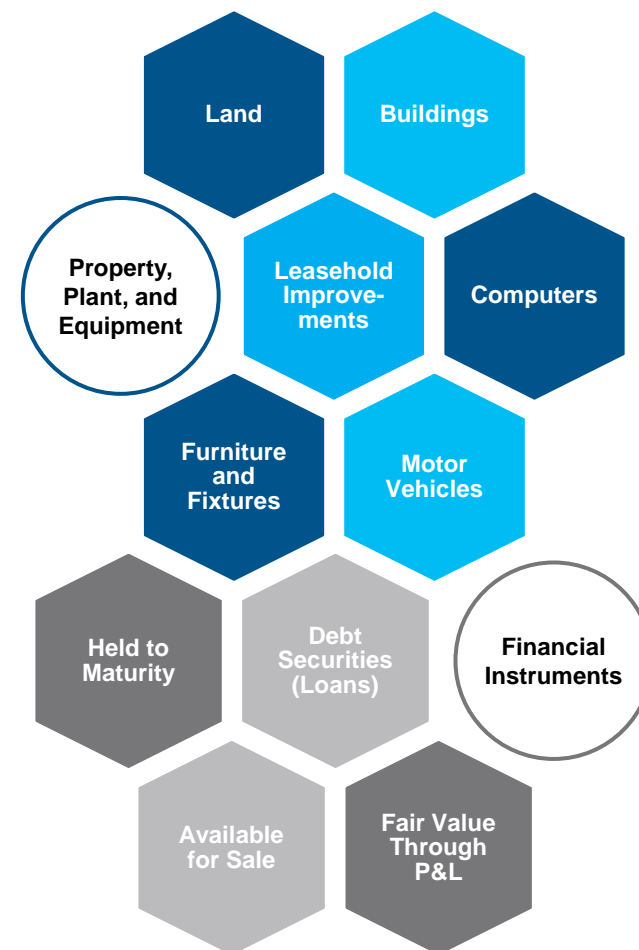 Land
Buildings
Property,
Plant, and
Equipment
Leasehold
Improve-
ments
Computers
Furniture
and
Fixtures
Motor
Vehicles
Held to
Maturity
Debt
Securities
(Loans)
Financial
Instruments
Available
for Sale
Fair Value
Through
P&L